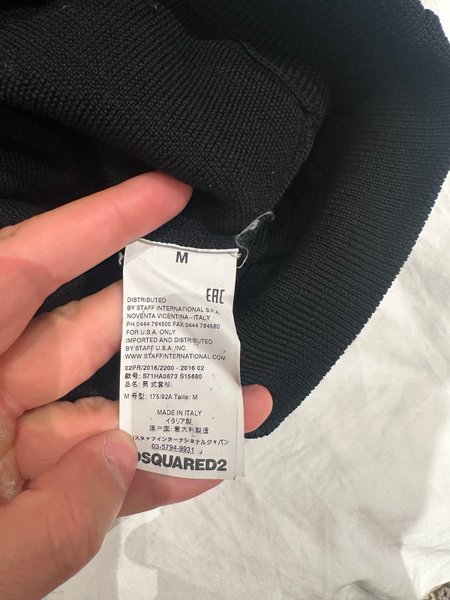 M
EAC
DISTRIBUTED
BY STAFF INTERNATIONAL S.P.A.
NOVENTA VICENTINA - ITALY
PH 0444 784500 FAX 0444 784580
FOR U.S.A. ONLY
IMPORTED AND DISTRIBUTED
BY STAFF U.S.A. INC.
WWW.STAFFINTERNATIONAL.COM
02PR/2016/2200 - 2016 02
款号: S71HA0673 S15660
品名: 男式套衫
M 号型: 175/92A Taille: M
MADE IN ITALY
イタリア製
原产国: 意大利製造
スタッフインターナショナルジャパン
03-5794-9931
DSQUARED2